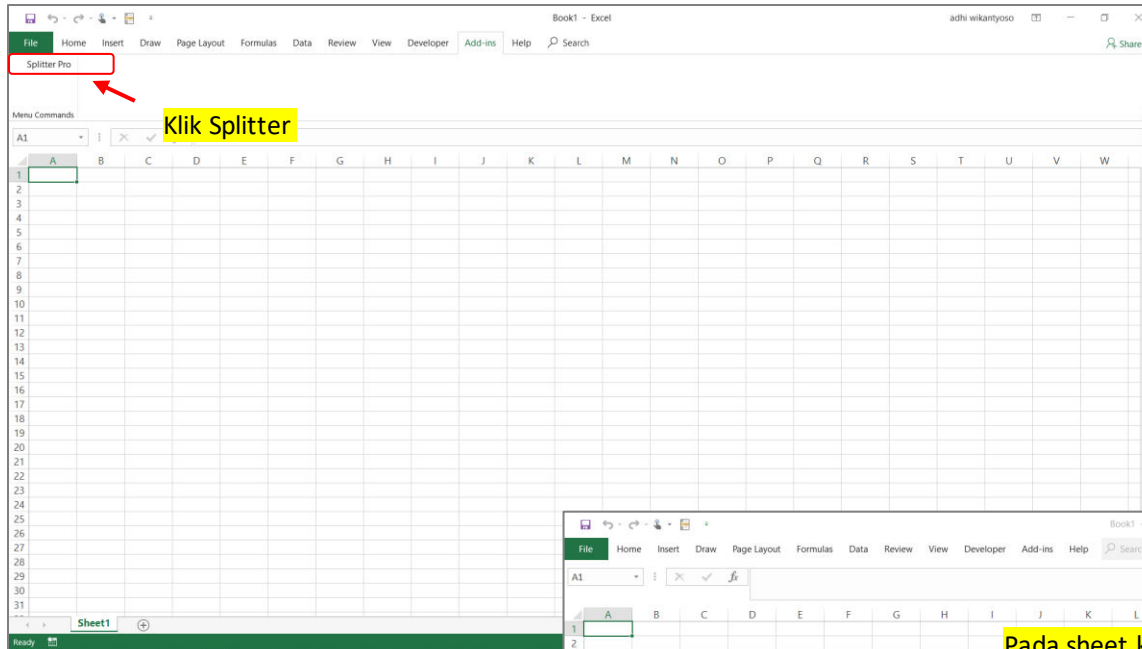 Book1 - Excel
adhi wikantyoso
File Home Insert Draw Page Layout Formulas Data Review View Developer Add-ins Help Search
Share
Splitter Pro
Menu Commands
Klik Splitter
A1
A B C D E F G H I J K L M N O P Q R S T U V W
1
2
3
4
5
6
7
8
9
10
11
12
13
14
15
16
17
18
19
20
21
22
23
24
25
26
27
28
29
30
31
Sheet1
Ready
Book1 -
File Home Insert Draw Page Layout Formulas Data Review View Developer Add-ins Help
A1 fx
A B C D E F G H I J K L
1
2
Pada sheet